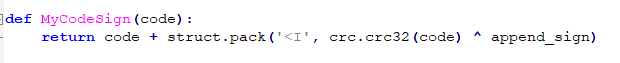 def MyCodeSign(code):
    return code + struct.pack('<I', crc.crc32(code) ^ append_sign)